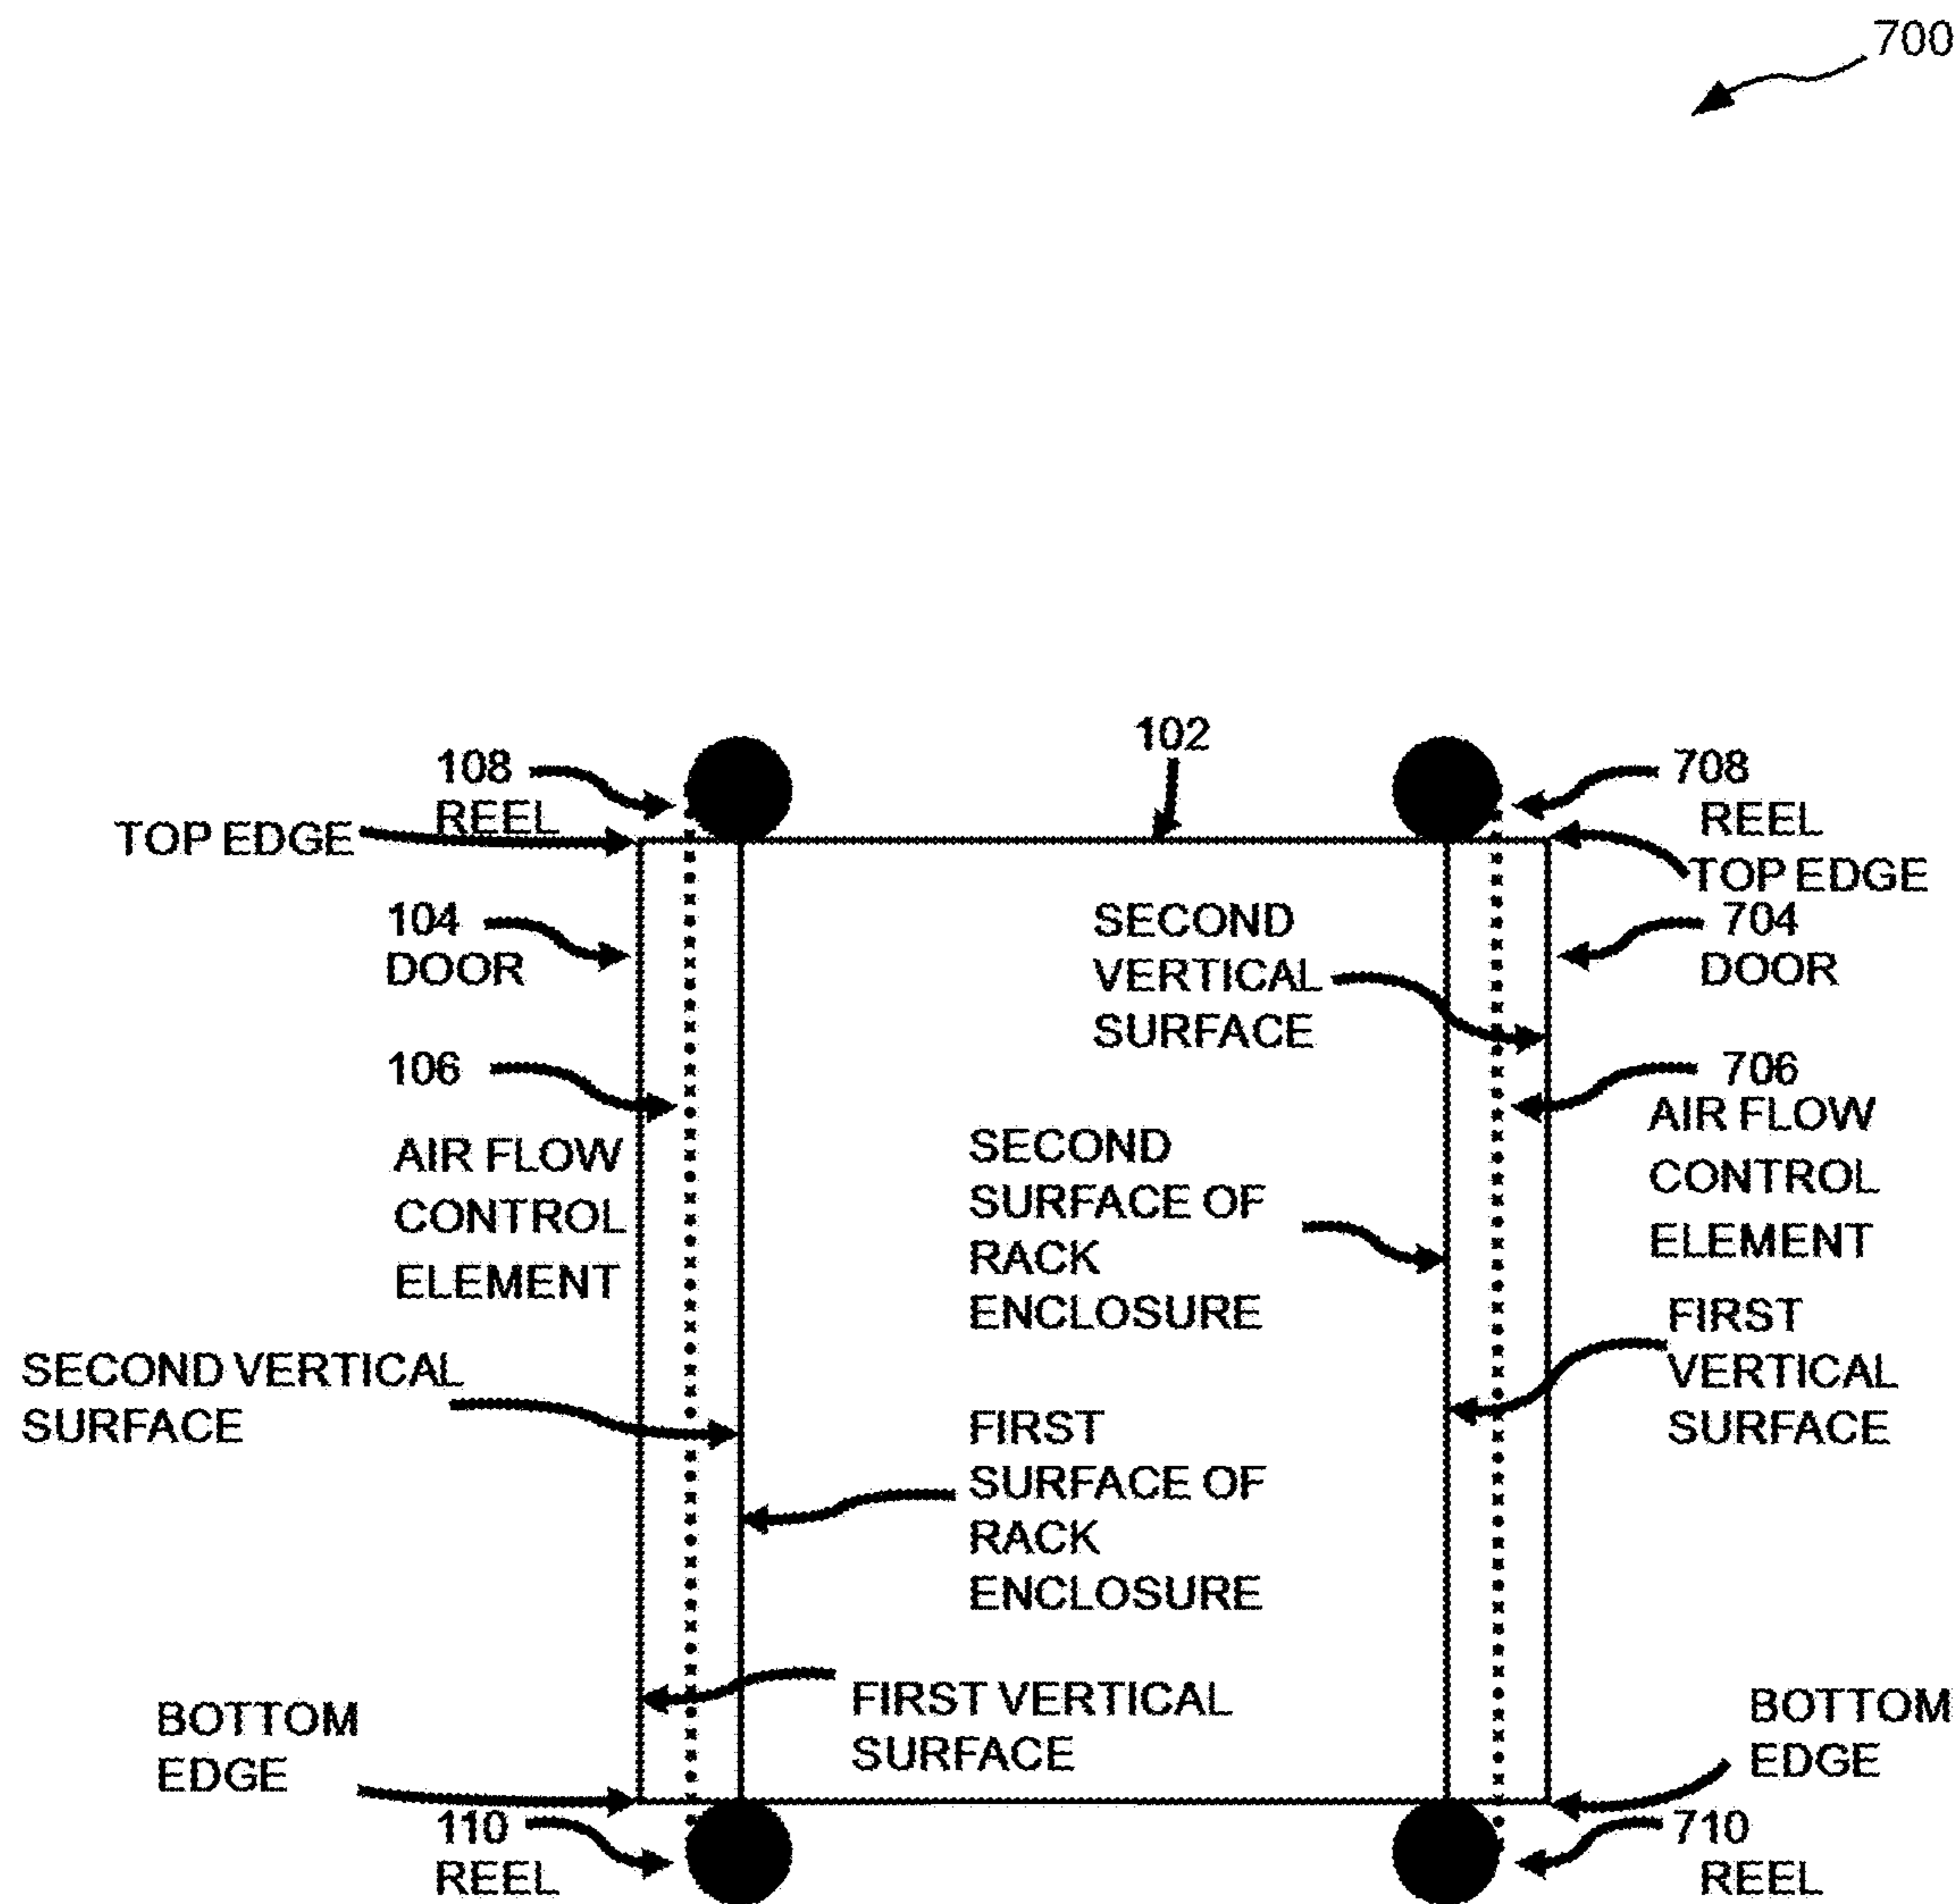 700
102
108
REEL
708
REEL
TOP EDGE
TOP EDGE
104
DOOR
SECOND
VERTICAL
SURFACE
704
DOOR
106
AIR FLOW
CONTROL
ELEMENT
706
AIR FLOW
CONTROL
ELEMENT
SECOND
SURFACE OF
RACK
ENCLOSURE
FIRST
VERTICAL
SURFACE
SECOND VERTICAL
SURFACE
FIRST
SURFACE OF
RACK
ENCLOSURE
FIRST VERTICAL
SURFACE
BOTTOM
EDGE
BOTTOM
EDGE
110
REEL
710
REEL